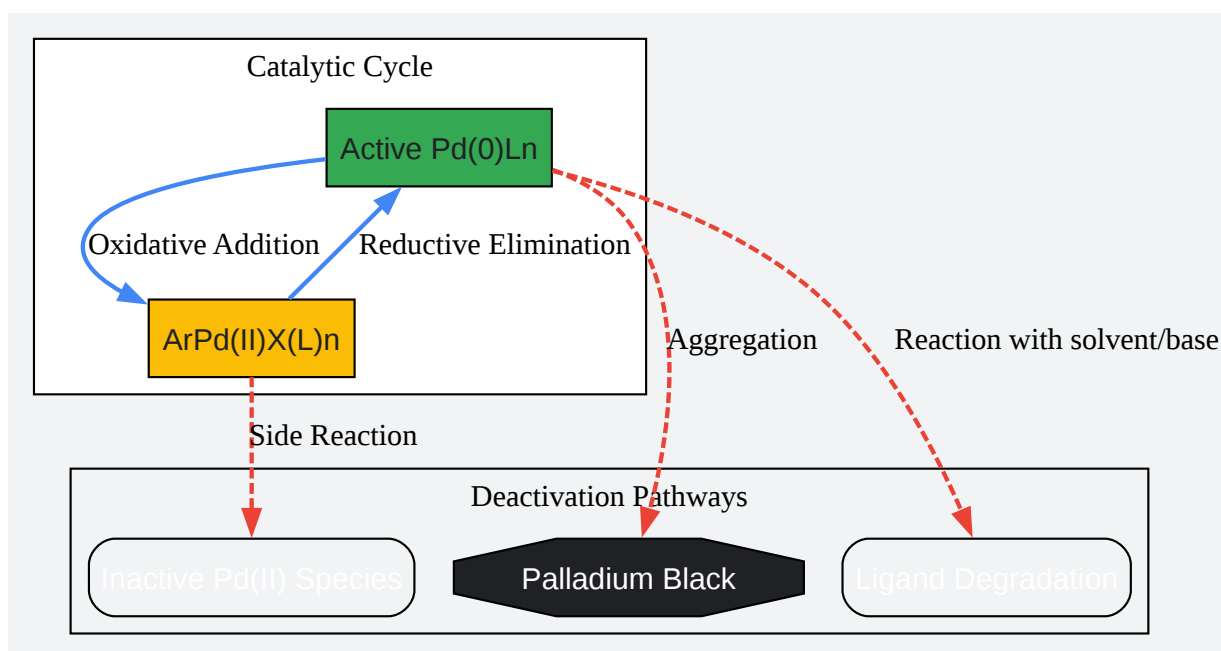 Catalytic Cycle
Active Pd(0)Ln
Oxidative Addition
Reductive Elimination
ArPd(II)X(L)n
Aggregation
Reaction with solvent/base
Side Reaction
Deactivation Pathways
Inactive Pd(II) Species
Palladium Black
Ligand Degradation